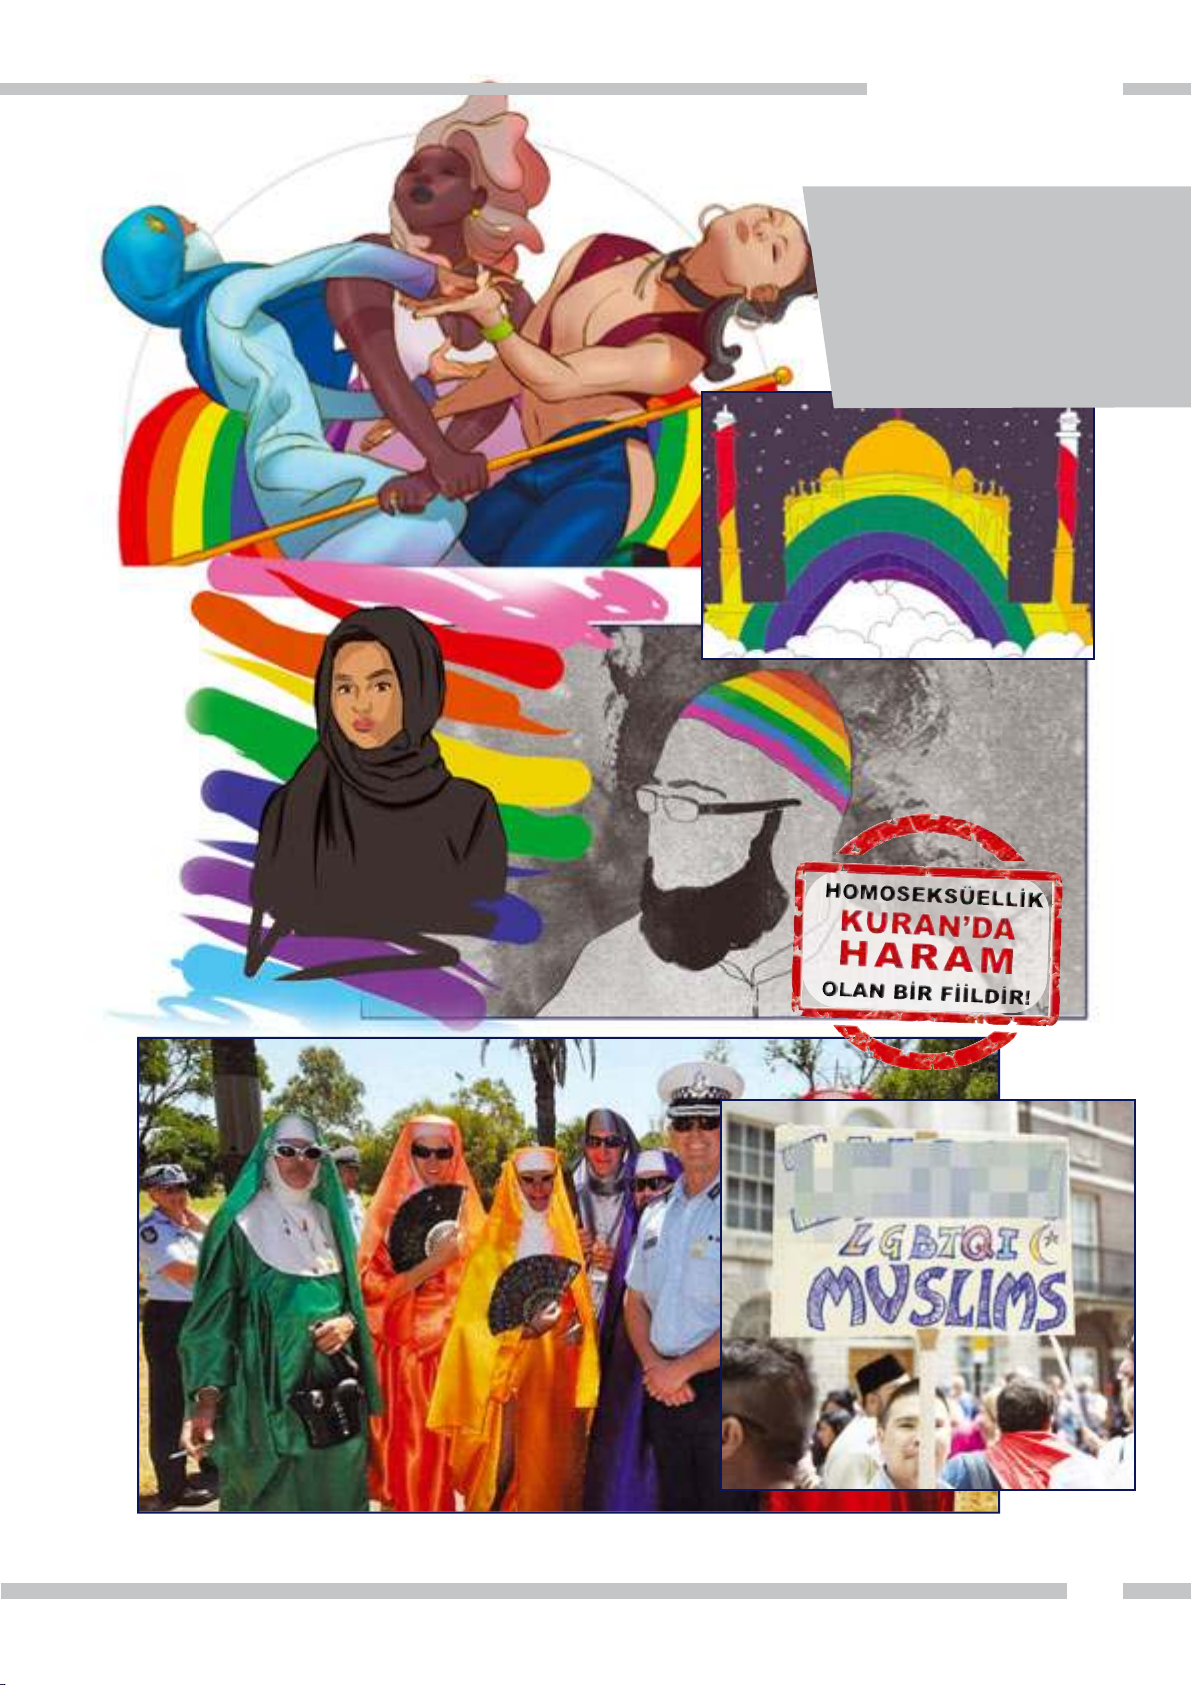 HOMOSEKSÜELLİK
KURAN'DA
HARAM
OLAN BİR FİİLDİR!
LGBTQI
MUSLIMS